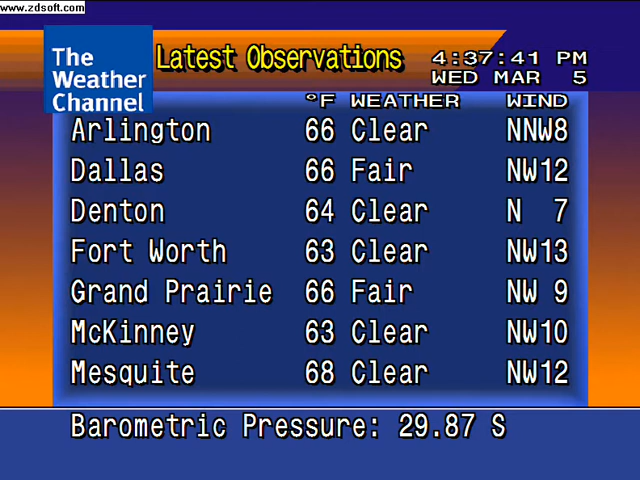 www.zdsoft.com
The Weather Channel
Latest Observations
4:37:41 PM
WED MAR 5
°F WEATHER WIND
Arlington 66 Clear NNW8
Dallas 66 Fair NW12
Denton 64 Clear N 7
Fort Worth 63 Clear NW13
Grand Prairie 66 Fair NW 9
McKinney 63 Clear NW10
Mesquite 68 Clear NW12
Barometric Pressure: 29.87 S